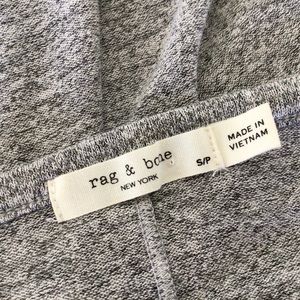 rag & bone
NEW YORK
S/P
MADE IN
VIETNAM